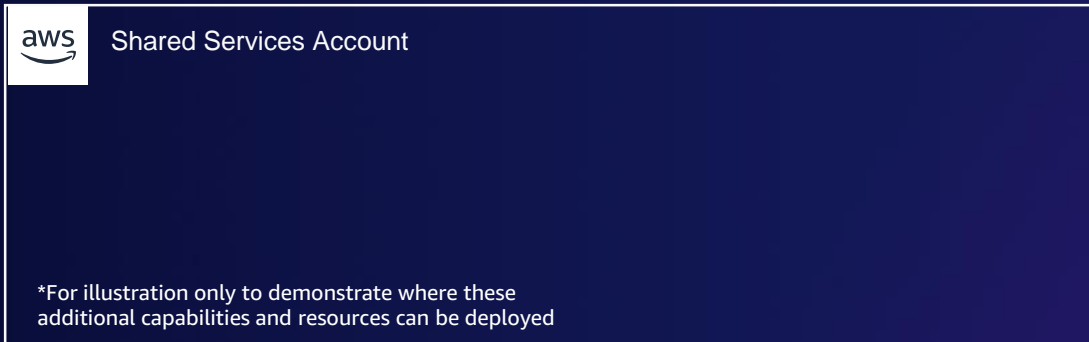 aws
Shared Services Account
*For illustration only to demonstrate where these
additional capabilities and resources can be deployed